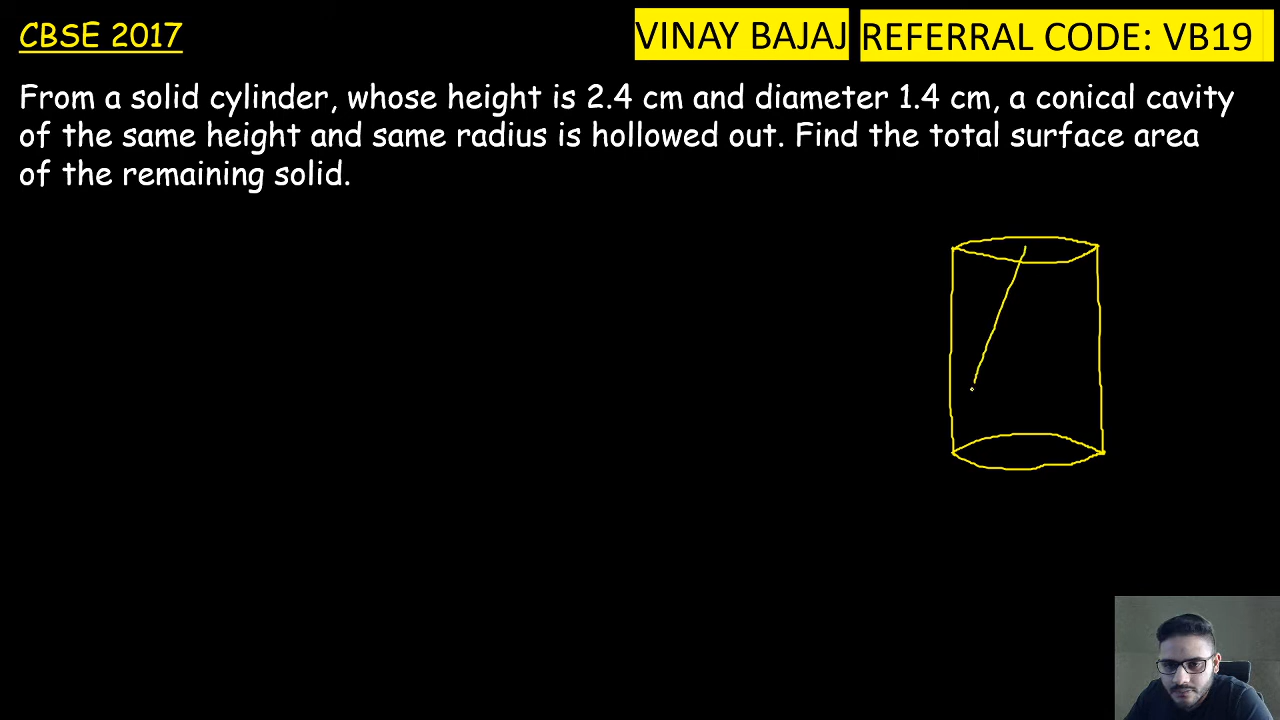 CBSE 2017
VINAY BAJAJ
REFERRAL CODE: VB19
From a solid cylinder, whose height is 2.4 cm and diameter 1.4 cm, a conical cavity
of the same height and same radius is hollowed out. Find the total surface area
of the remaining solid.